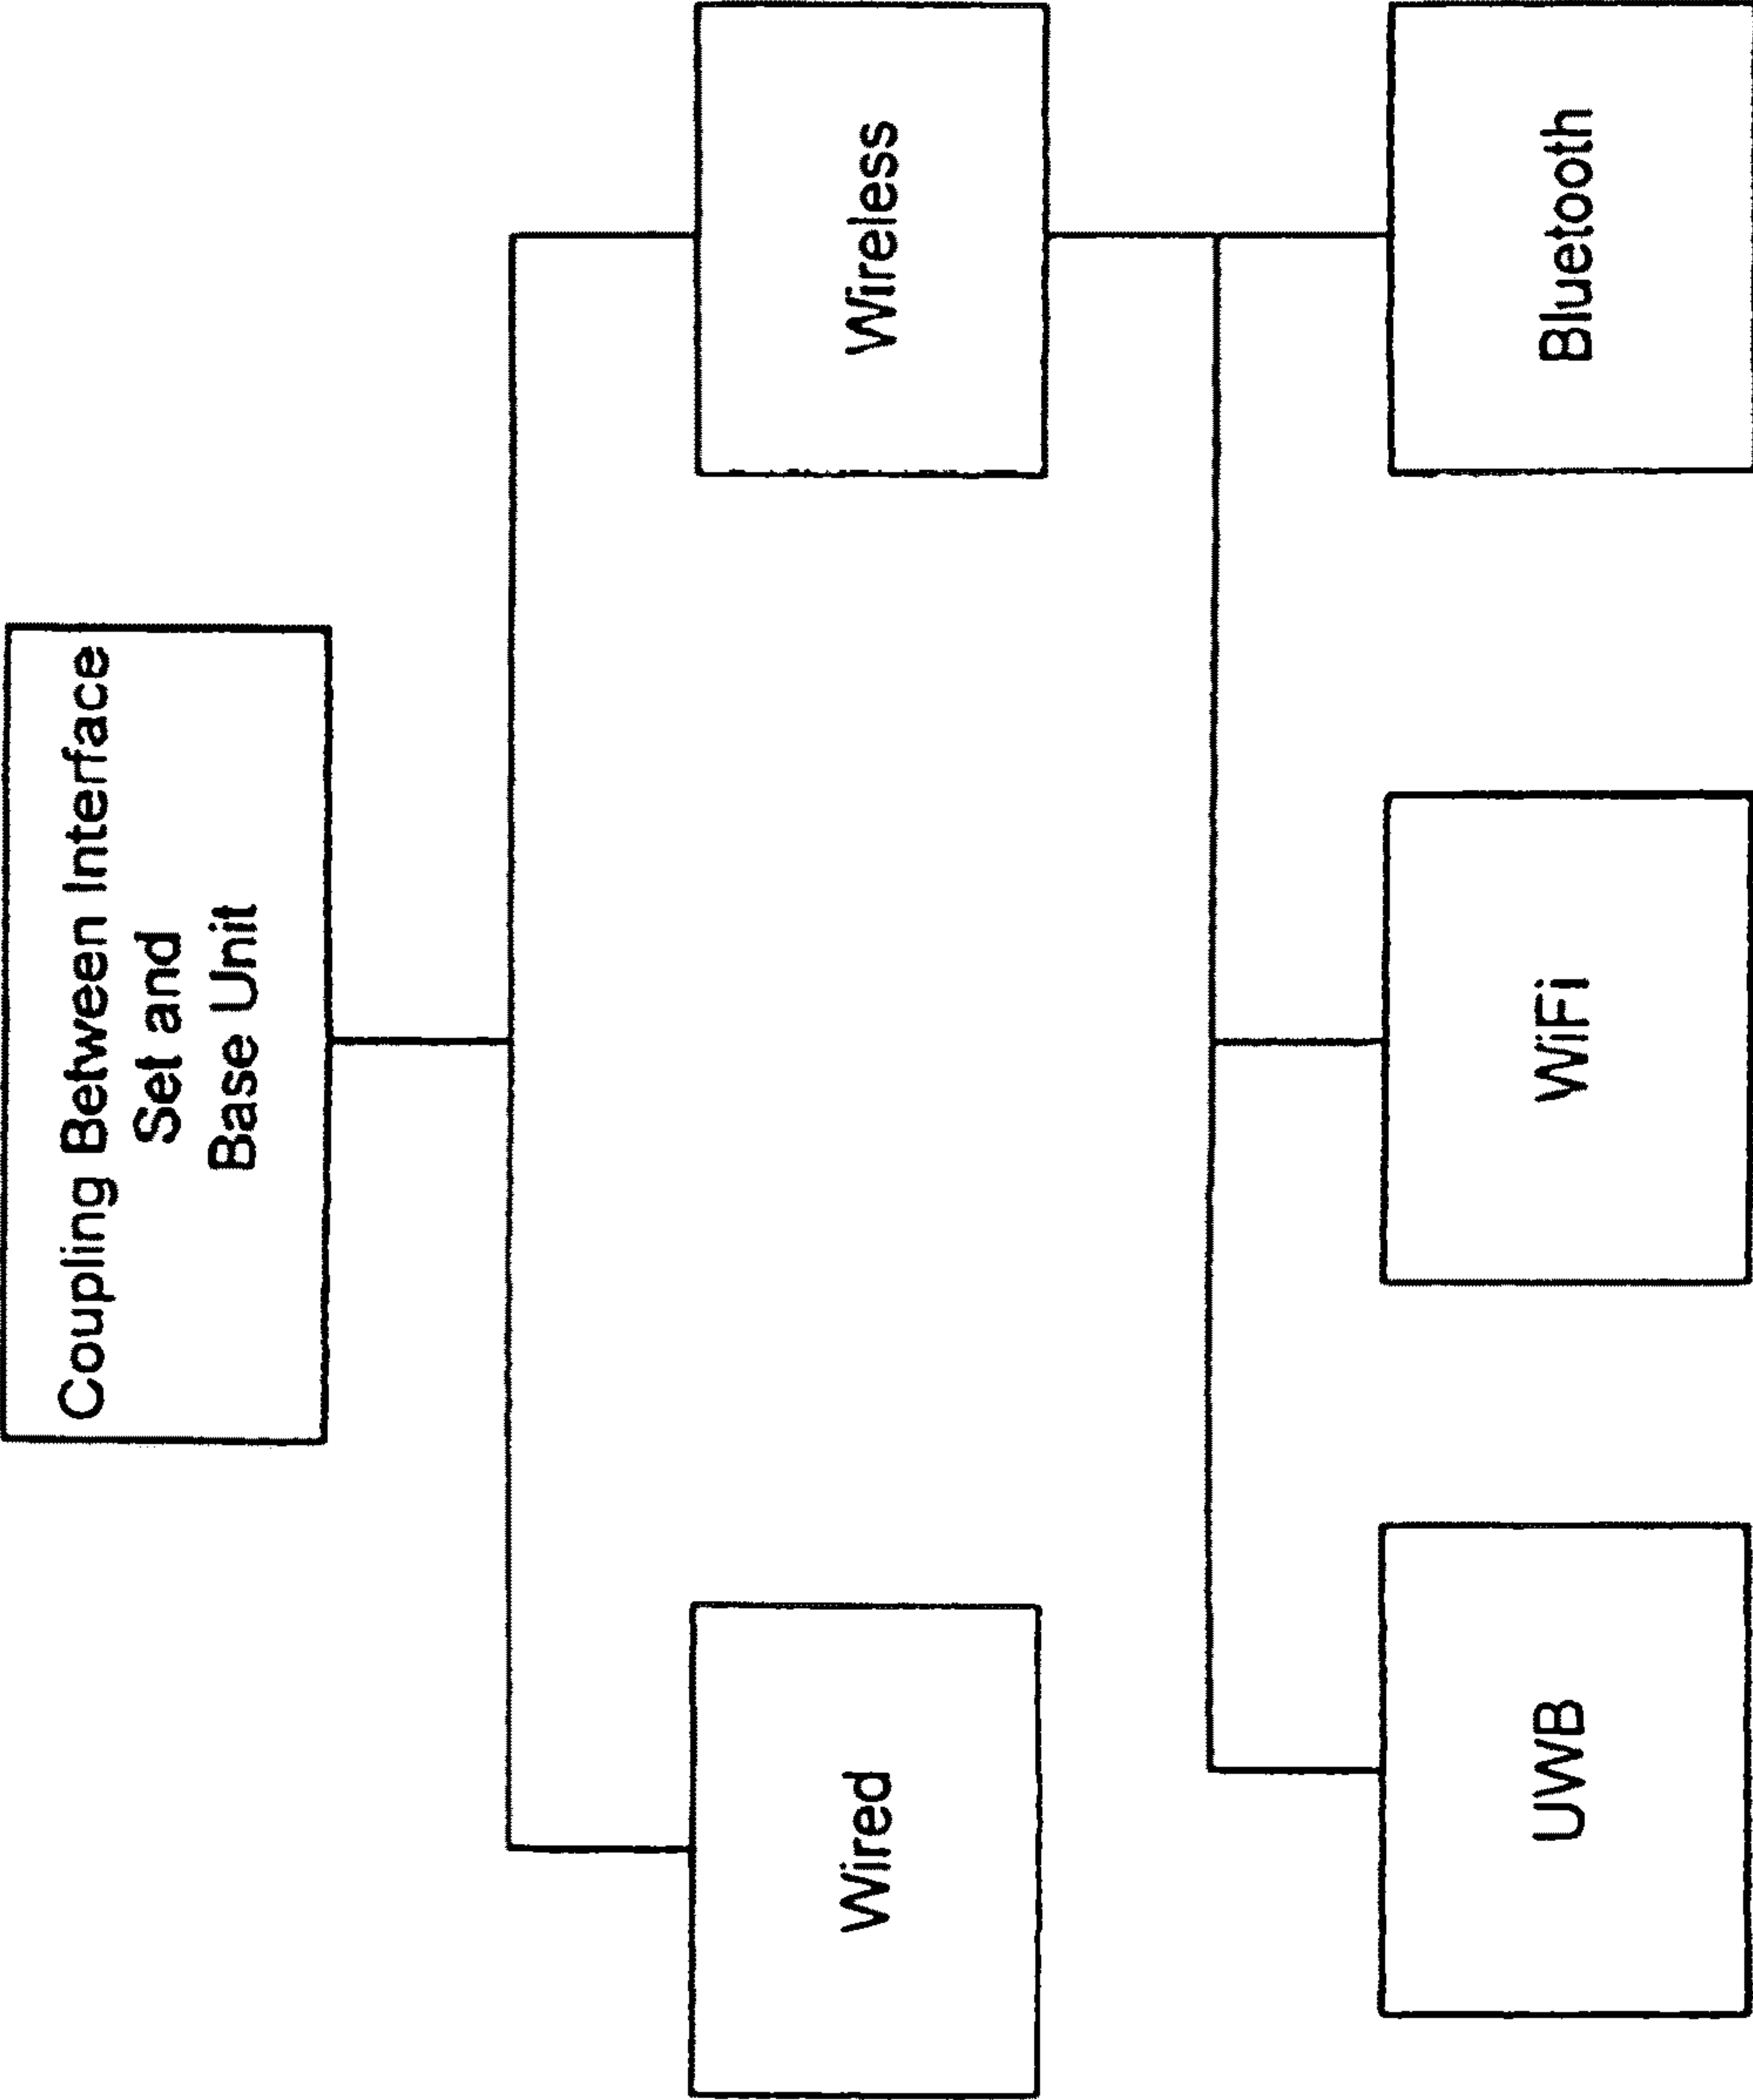 Coupling Between Interface
Set and
Base Unit
Wired
Wireless
UWB
WiFi
Bluetooth